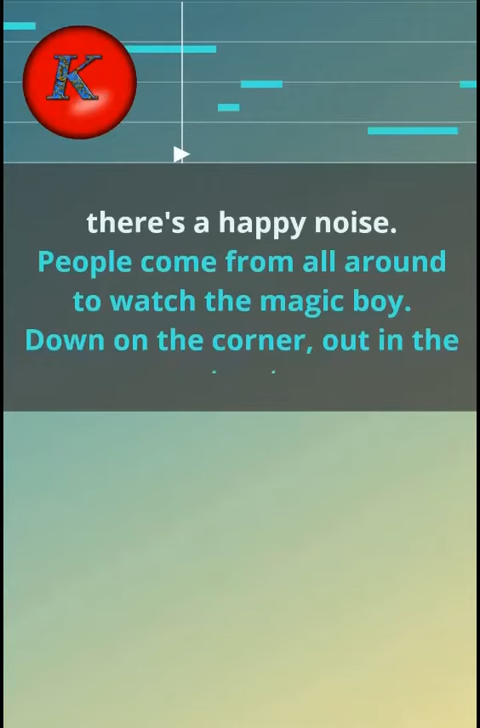 K
there's a happy noise.
People come from all around
to watch the magic boy.
Down on the corner, out in the